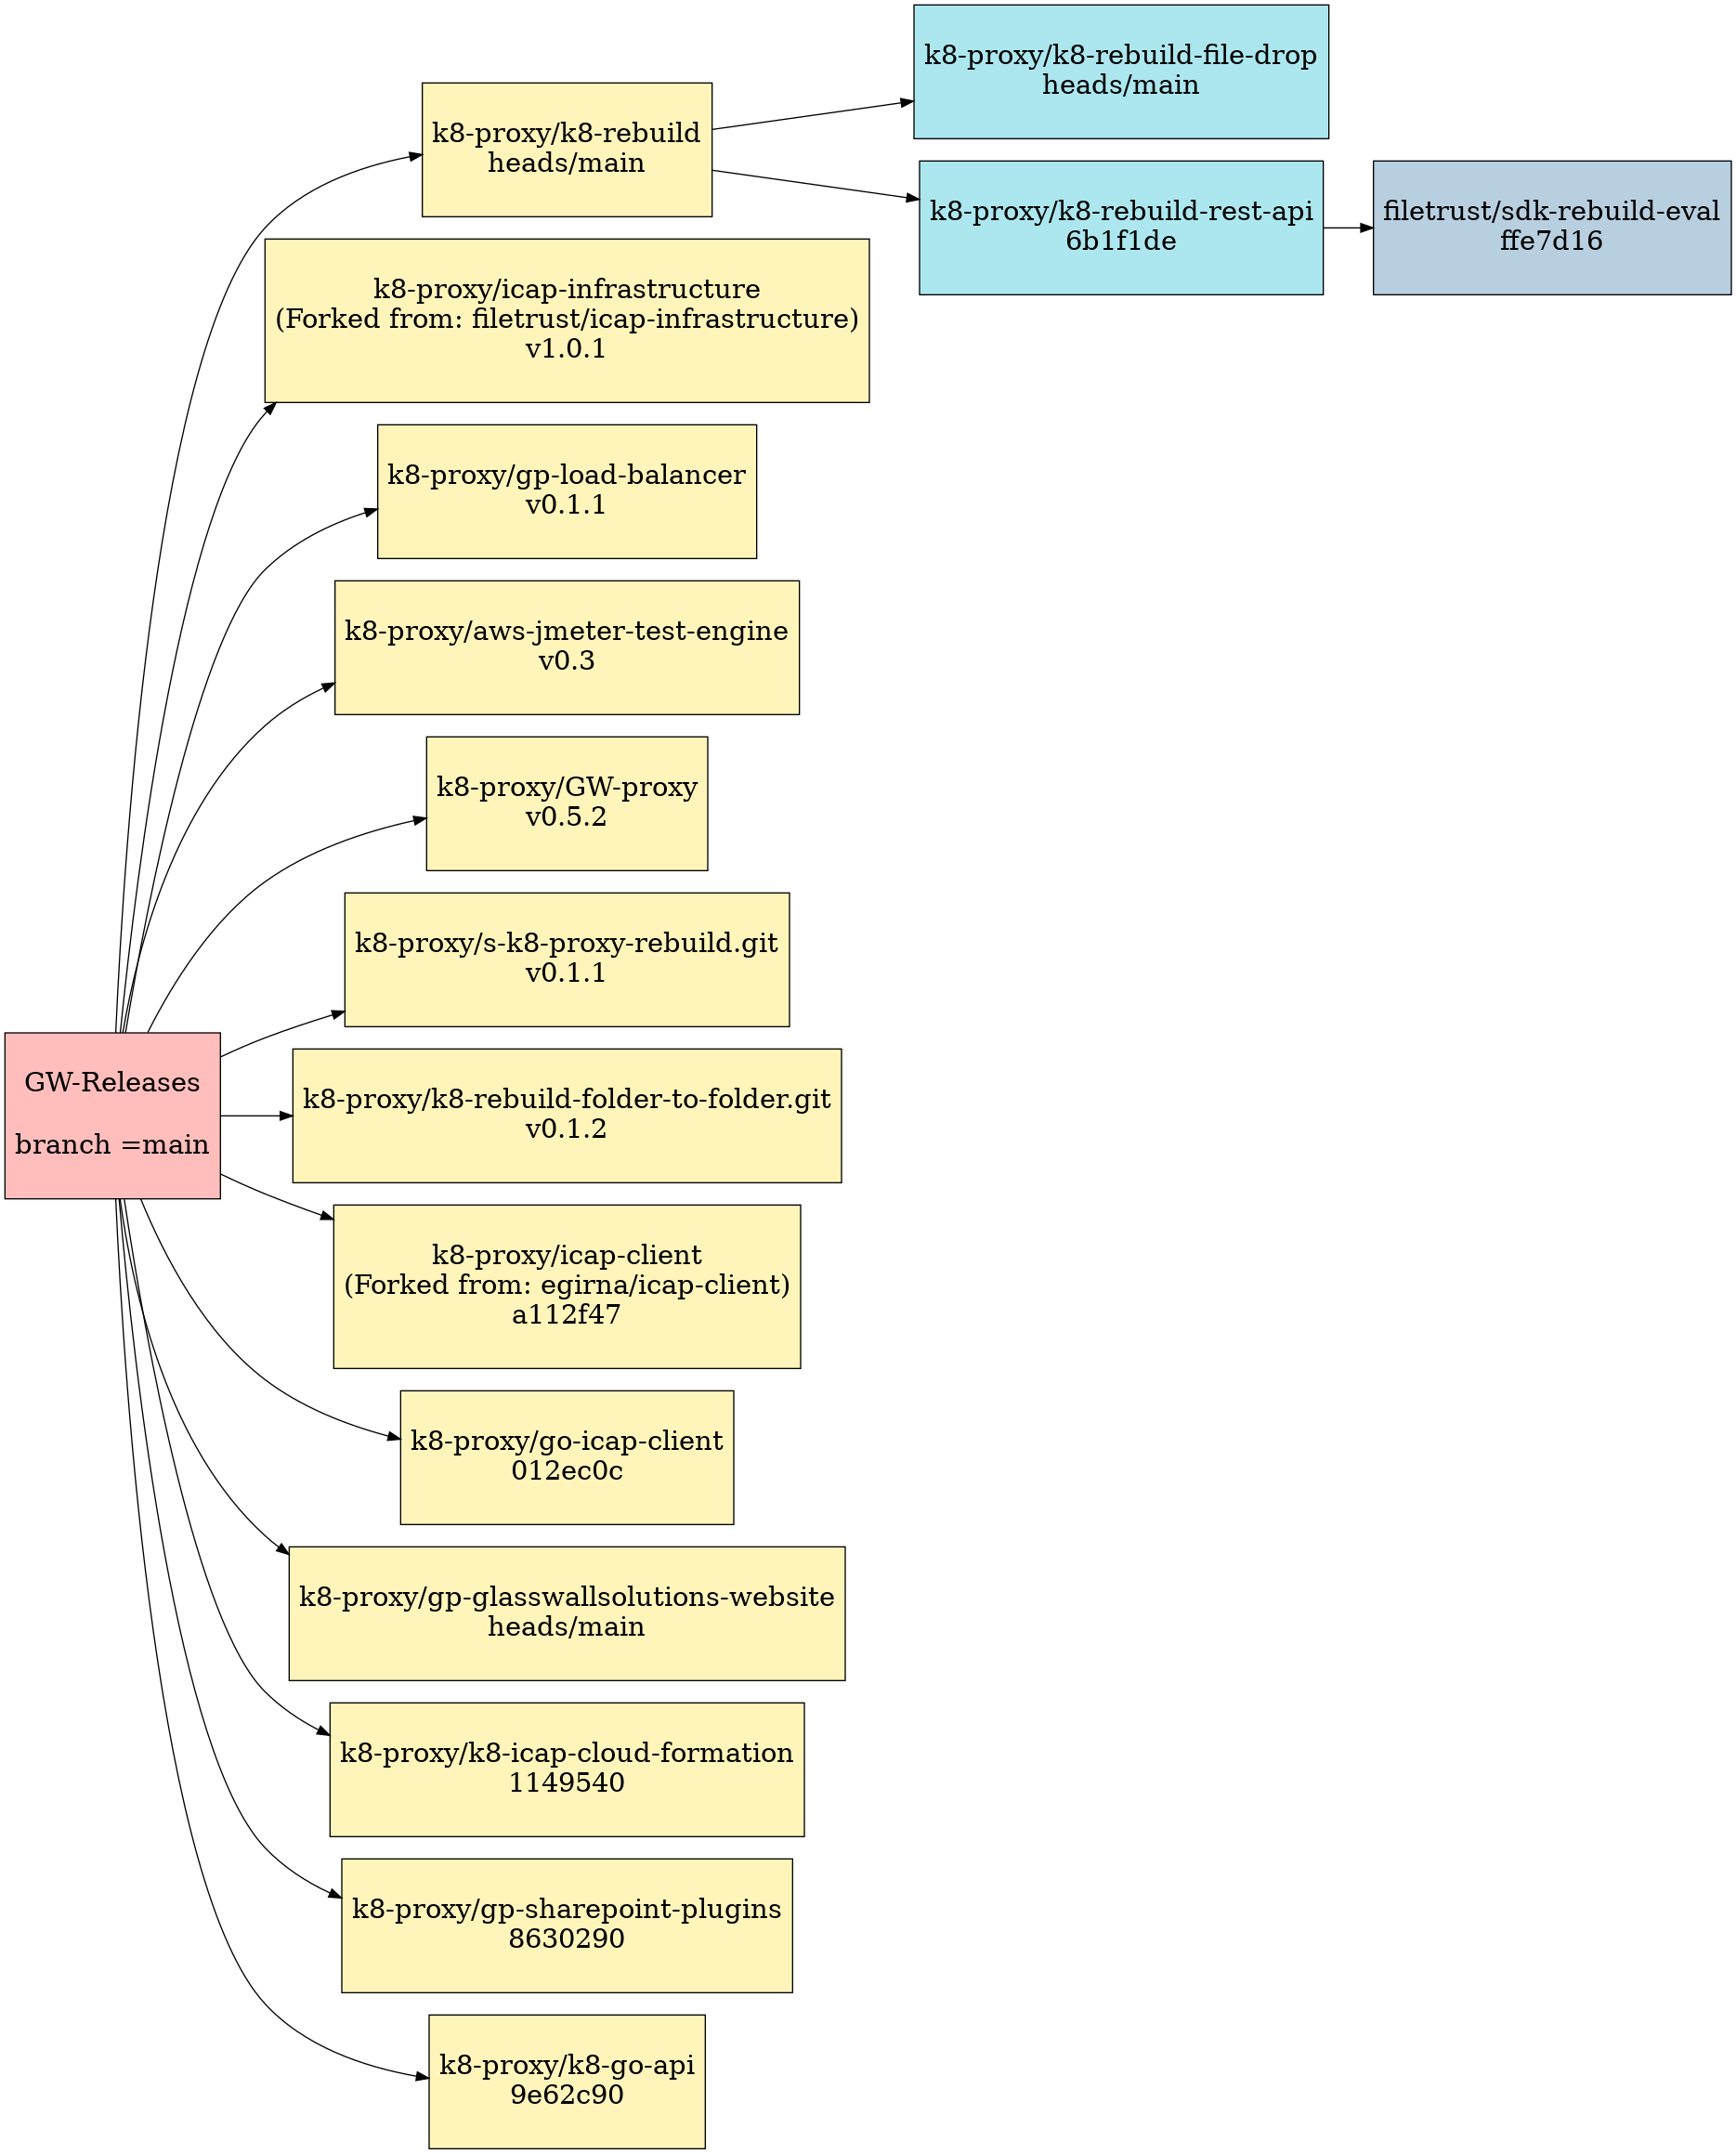 k8-proxy/k8-rebuild-file-drop
heads/main
k8-proxy/k8-rebuild
heads/main
k8-proxy/k8-rebuild-rest-api
6b1f1de
filetrust/sdk-rebuild-eval
ffe7d16
k8-proxy/icap-infrastructure
(Forked from: filetrust/icap-infrastructure)
v1.0.1
k8-proxy/gp-load-balancer
v0.1.1
k8-proxy/aws-jmeter-test-engine
v0.3
k8-proxy/GW-proxy
v0.5.2
k8-proxy/s-k8-proxy-rebuild.git
v0.1.1
GW-Releases
branch =main
k8-proxy/k8-rebuild-folder-to-folder.git
v0.1.2
k8-proxy/icap-client
(Forked from: egirna/icap-client)
a112f47
k8-proxy/go-icap-client
012ec0c
k8-proxy/gp-glasswallsolutions-website
heads/main
k8-proxy/k8-icap-cloud-formation
1149540
k8-proxy/gp-sharepoint-plugins
8630290
k8-proxy/k8-go-api
9e62c90